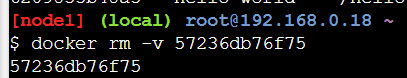 [node1] (local) root@192.168.0.18 ~
$ docker rm -v 57236db76f75
57236db76f75